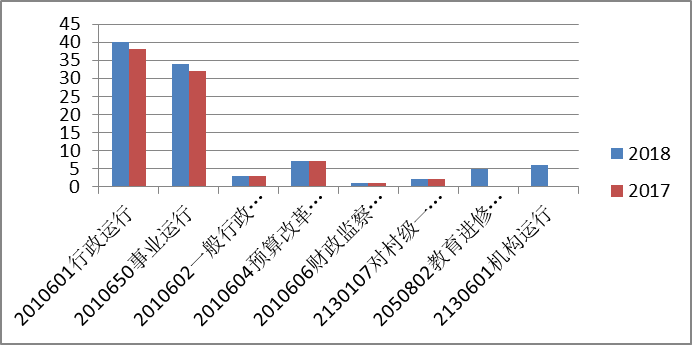 45
40
35
30
25
20
15
10
5
0
2010601行政运行
2010650事业运行
2010602一般行政…
2010604预算改革…
2010606财政监察…
2130107对村级一…
2050802教育进修…
2130601机构运行
2018
2017